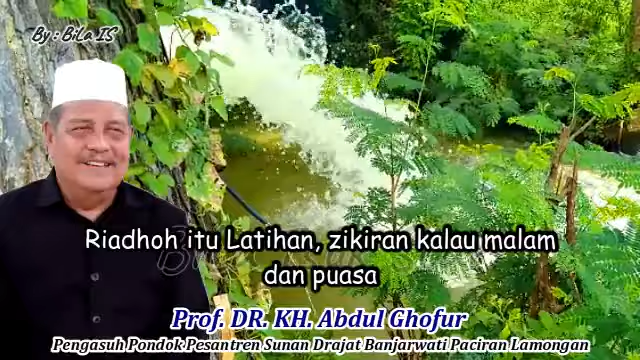 By : BiLa IS
Riadhoh itu Latihan, zikiran kalau malam
dan puasa
Prof. DR. KH. Abdul Ghofur
Pengasuh Pondok Pesantren Sunan Drajat Banjarwati Paciran Lamongan